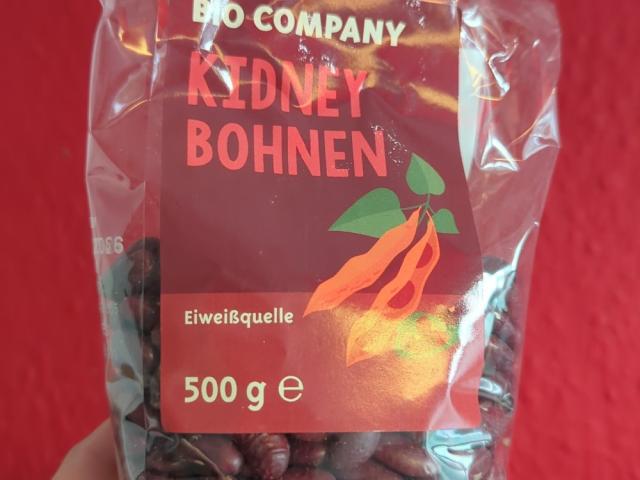 BIO COMPANY
KIDNEY
BOHNEN
Eiweißquelle
500 g ℮